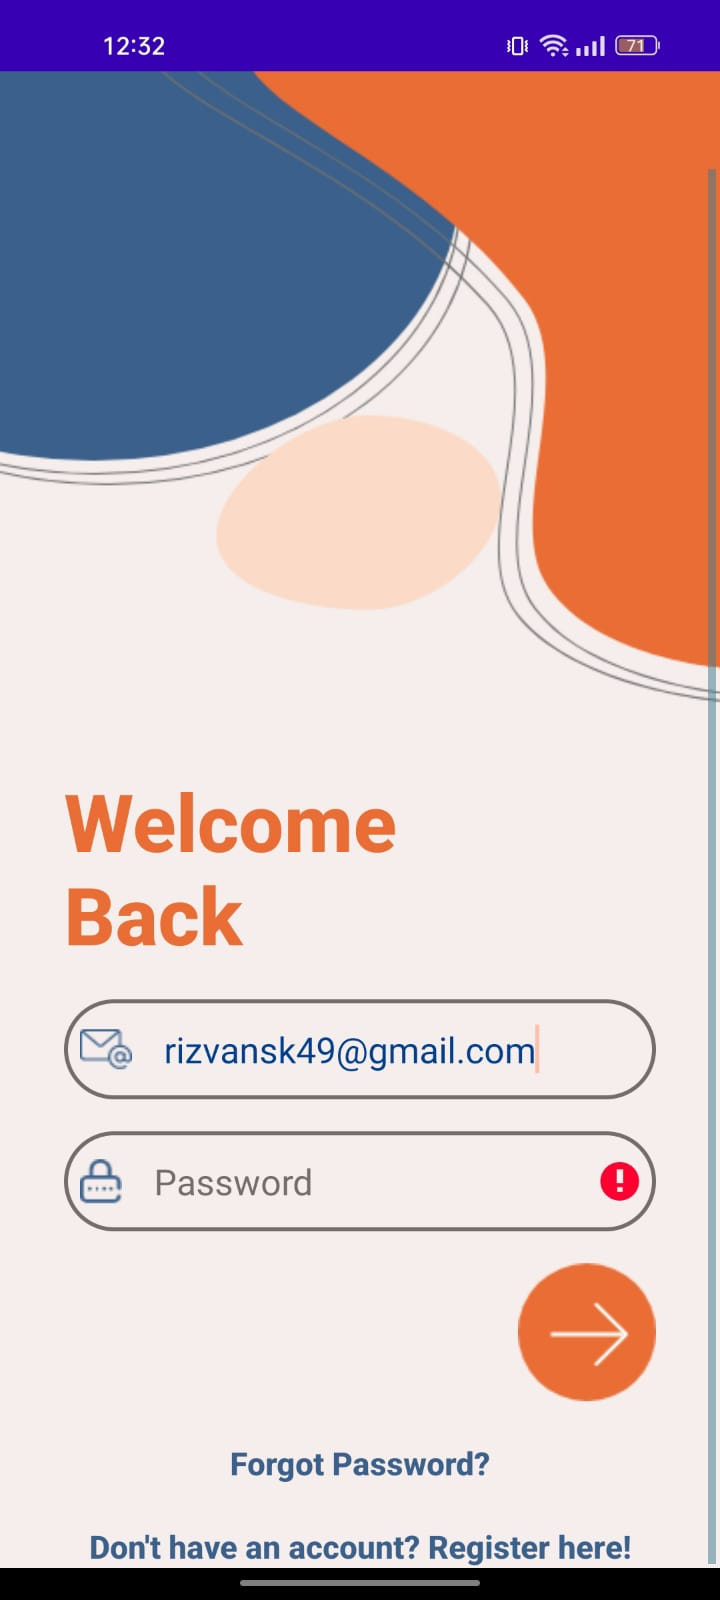 12:32
71
Welcome
Back
rizvansk49@gmail.com
Password
Forgot Password?
Don't have an account? Register here!